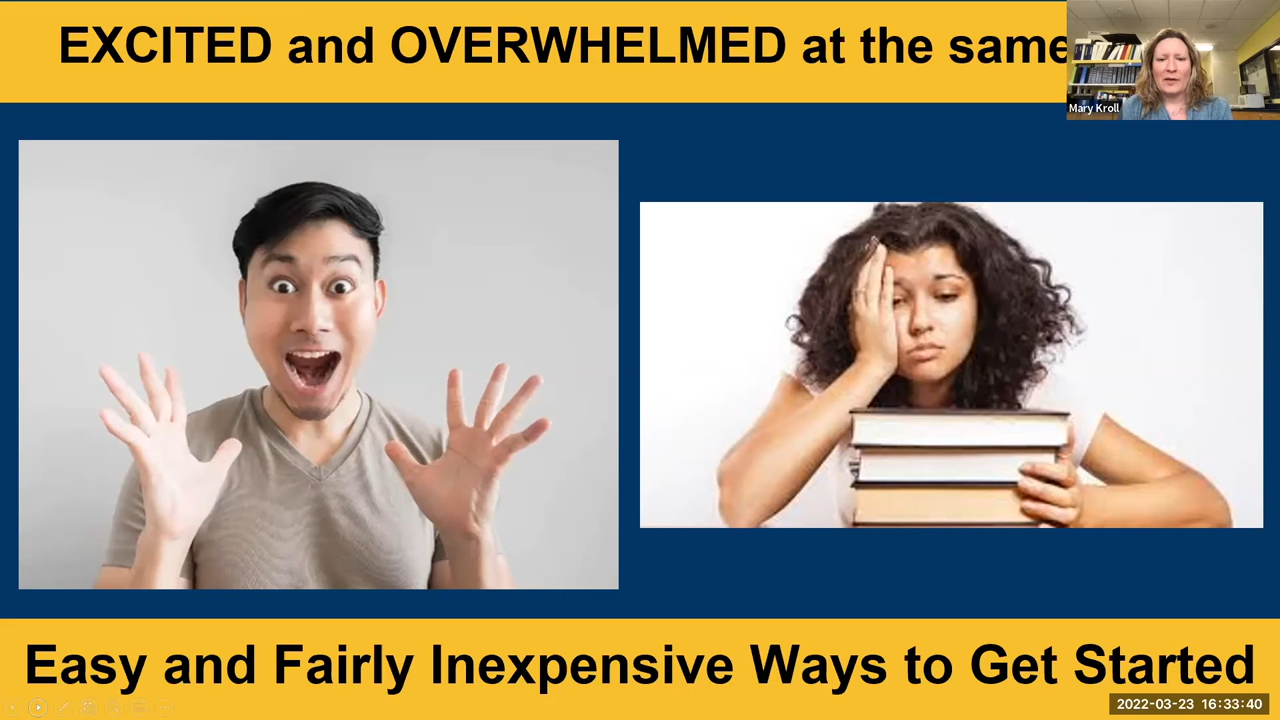 EXCITED and OVERWHELMED at the same
Mary Kroll
Easy and Fairly Inexpensive Ways to Get Started
2022-03-23 16:33:40